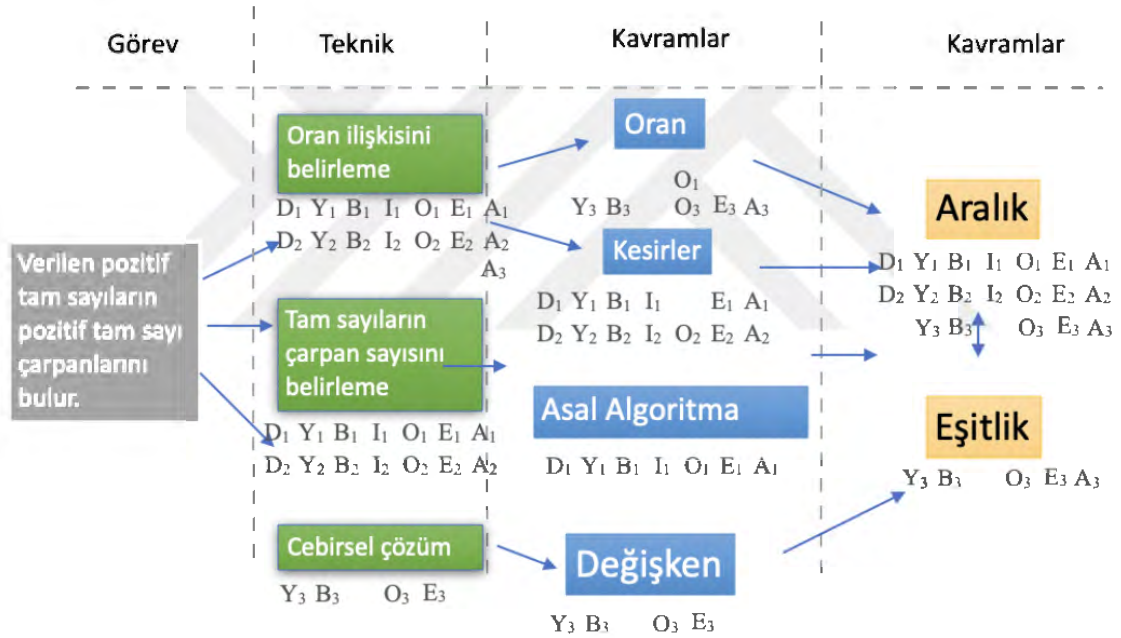 Görev
Teknik
Kavramlar
Kavramlar
Oran ilişkisini
belirleme
D₁ Y₁ B₁ I₁ O₁ E₁ A₁
D₂ Y₂ B₂ I₂ O₂ E₂ A₂
A₃
Oran
O₁
Y₃ B₃ O₃ E₃ A₃
Kesirler
D₁ Y₁ B₁ I₁ E₁ A₁
D₂ Y₂ B₂ I₂ O₂ E₂ A₂
Aralık
D₁ Y₁ B₁ I₁ O₁ E₁ A₁
D₂ Y₂ B₂ I₂ O₂ E₂ A₂
Y₃ B₃ O₃ E₃ A₃
Verilen pozitif
tam sayıların
pozitif tam sayı
çarpanlarını
bulur.
Tam sayıların
çarpan sayısını
belirleme
D₁ Y₁ B₁ I₁ O₁ E₁ A₁
D₂ Y₂ B₂ I₂ O₂ E₂ A₂
Asal Algoritma
D₁ Y₁ B₁ I₁ O₁ E₁ A₁
Eşitlik
Y₃ B₃ O₃ E₃ A₃
Cebirsel çözüm
Y₃ B₃ O₃ E₃
Değişken
Y₃ B₃ O₃ E₃